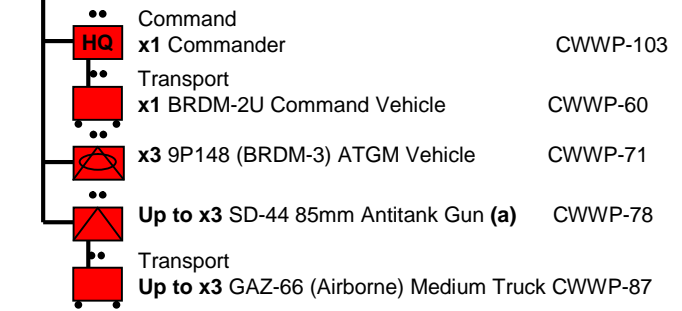 Command
HQ x1 Commander CWWP-103
Transport
x1 BRDM-2U Command Vehicle CWWP-60
x3 9P148 (BRDM-3) ATGM Vehicle CWWP-71
Up to x3 SD-44 85mm Antitank Gun (a) CWWP-78
Transport
Up to x3 GAZ-66 (Airborne) Medium Truck CWWP-87